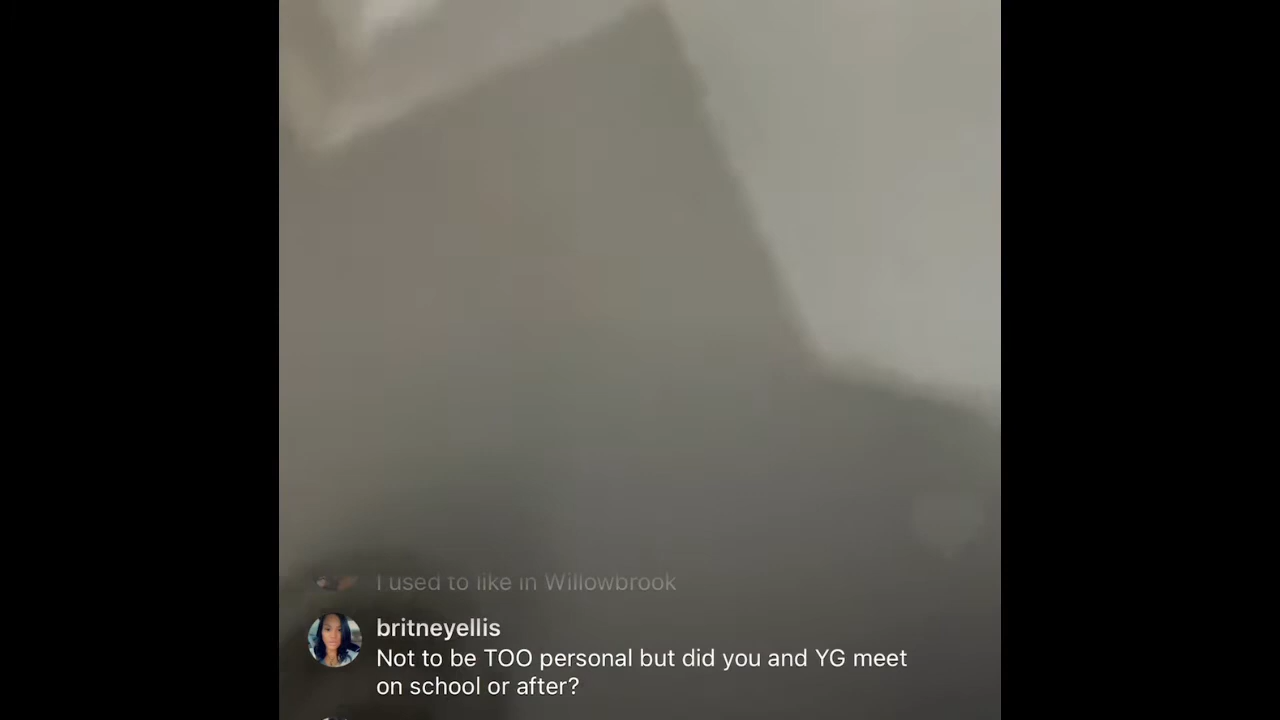 I used to like in Willowbrook
britneyellis
Not to be TOO personal but did you and YG meet
on school or after?